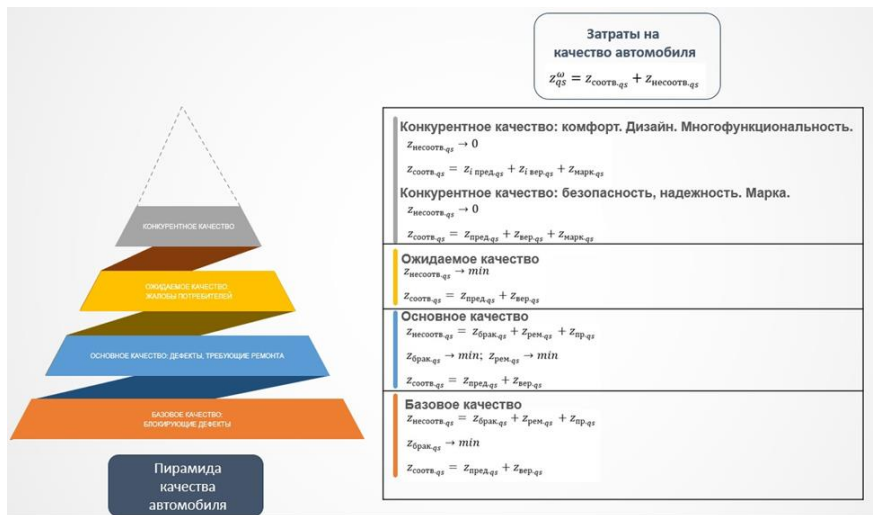 Затраты на
качество автомобиля
z^ω_qs = z_соотв.qs + z_несоотв.qs
КОНКУРЕНТНОЕ КАЧЕСТВО
ОЖИДАЕМОЕ КАЧЕСТВО:
ЖАЛОБЫ ПОТРЕБИТЕЛЕЙ
ОСНОВНОЕ КАЧЕСТВО: ДЕФЕКТЫ, ТРЕБУЮЩИЕ РЕМОНТА
БАЗОВОЕ КАЧЕСТВО:
БЛОКИРУЮЩИЕ ДЕФЕКТЫ
Пирамида
качества
автомобиля
Конкурентное качество: комфорт. Дизайн. Многофункциональность.
z_несоотв.qs → 0
z_соотв.qs = z_i пред.qs + z_i вер.qs + z_марк.qs
Конкурентное качество: безопасность, надежность. Марка.
z_несоотв.qs → 0
z_соотв.qs = z_пред.qs + z_вер.qs + z_марк.qs
Ожидаемое качество
z_несоотв.qs → min
z_соотв.qs = z_пред.qs + z_вер.qs
Основное качество
z_несоотв.qs = z_брак.qs + z_рем.qs + z_пр.qs
z_брак.qs → min; z_рем.qs → min
z_соотв.qs = z_пред.qs + z_вер.qs
Базовое качество
z_несоотв.qs = z_брак.qs + z_рем.qs + z_пр.qs
z_брак.qs → min
z_соотв.qs = z_пред.qs + z_вер.qs